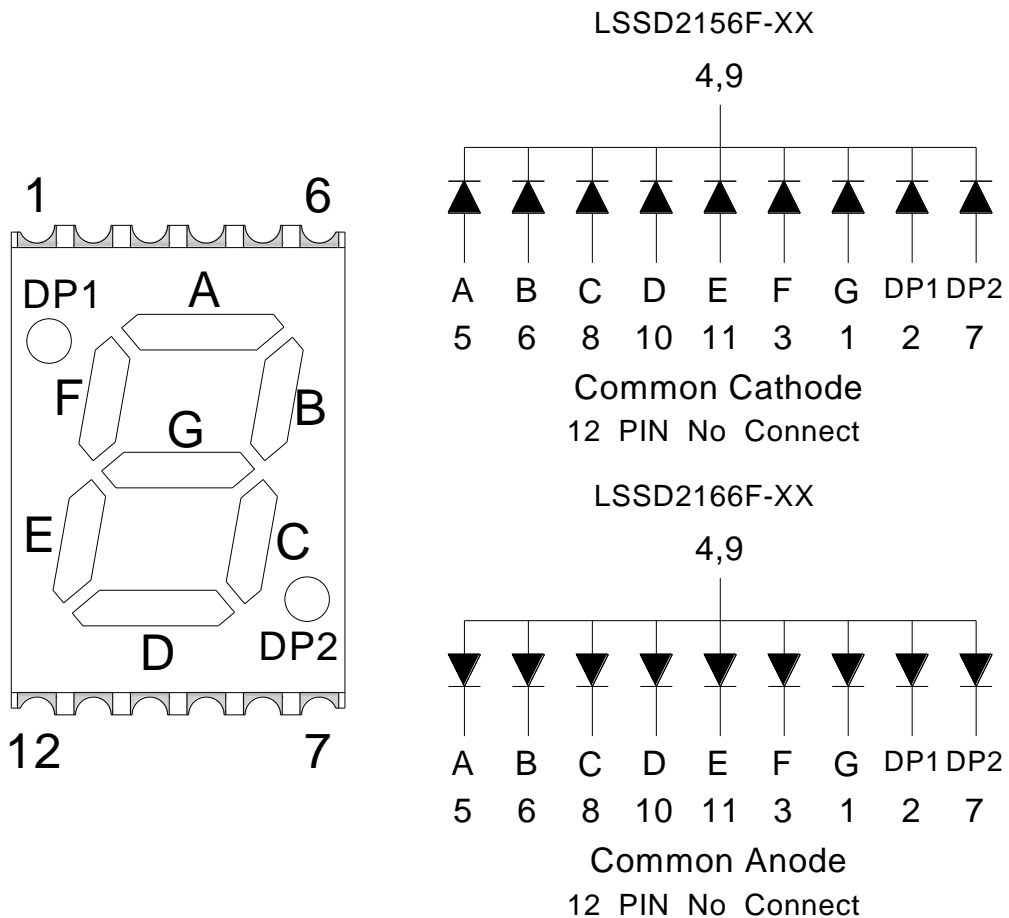 1 6
DP1 A
F B
G
E C
D DP2
12 7
LSSD2156F-XX
4,9
A B C D E F G DP1 DP2
5 6 8 10 11 3 1 2 7
Common Cathode
12 PIN No Connect
LSSD2166F-XX
4,9
A B C D E F G DP1 DP2
5 6 8 10 11 3 1 2 7
Common Anode
12 PIN No Connect